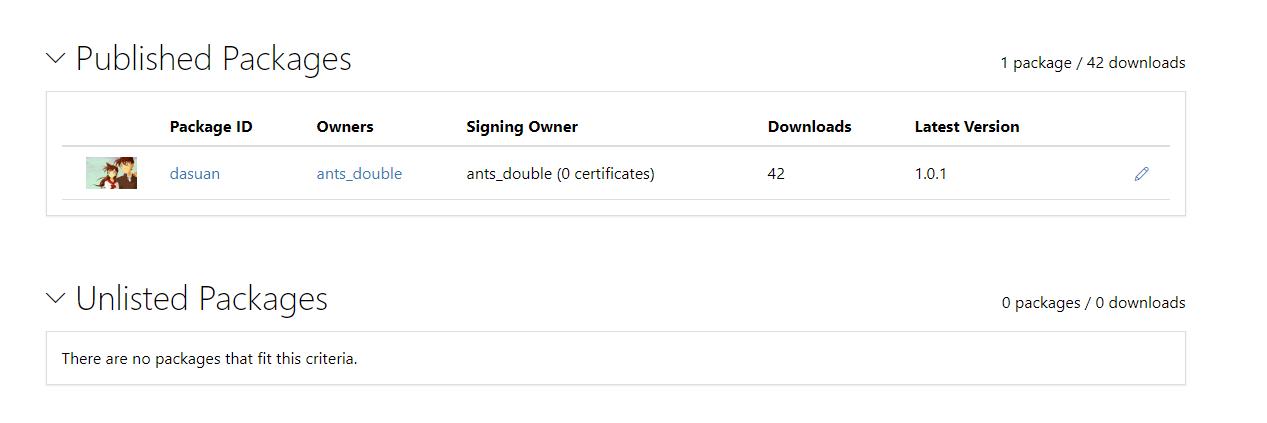 Published Packages
1 package / 42 downloads
Package ID Owners Signing Owner Downloads Latest Version
dasuan ants_double ants_double (0 certificates) 42 1.0.1
Unlisted Packages
0 packages / 0 downloads
There are no packages that fit this criteria.